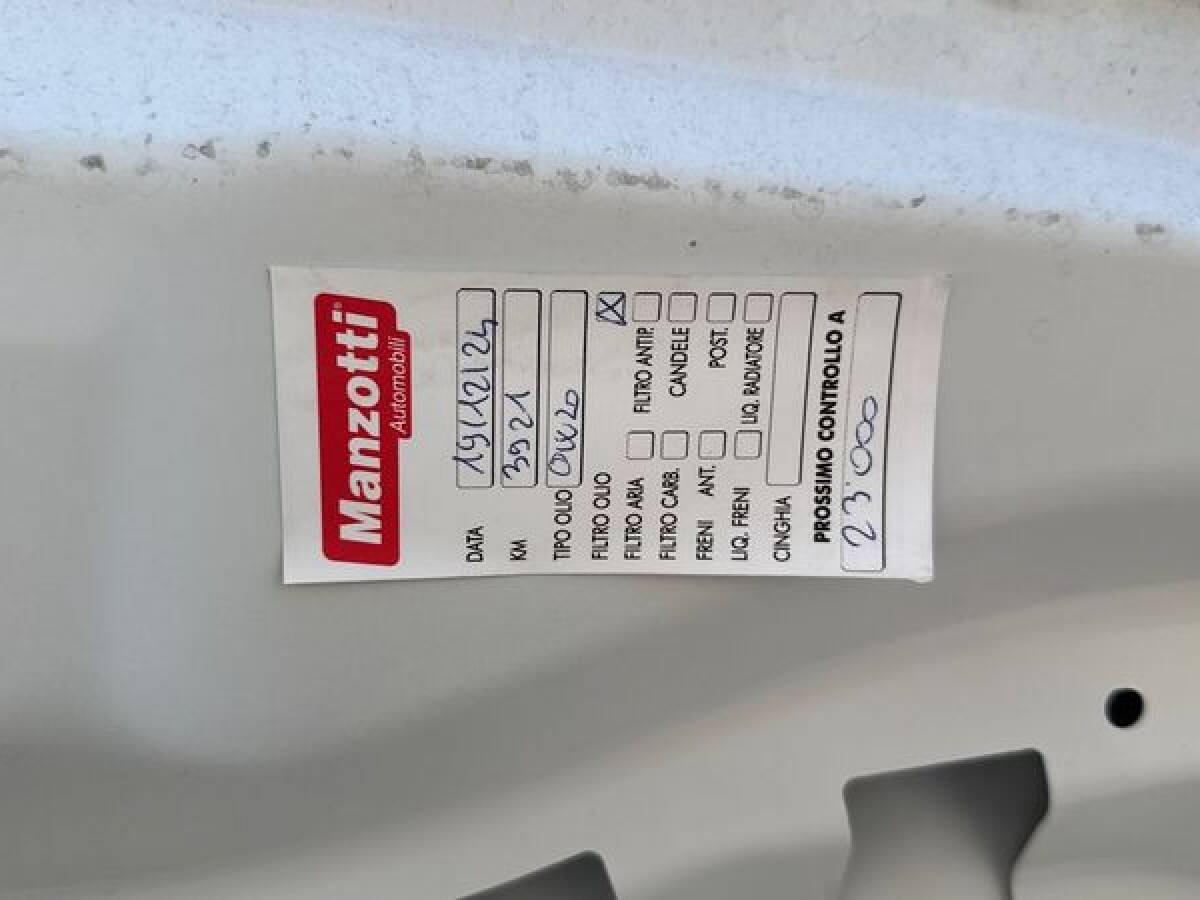 Manzotti®
Automobili
DATA 19/12/24
KM 3921
TIPO OLIO 0W20
FILTRO OLIO X
FILTRO ARIA FILTRO ANTIP.
FILTRO CARB. CANDELE
FRENI ANT. POST.
LIQ. FRENI LIQ. RADIATORE
CINGHIA
PROSSIMO CONTROLLO A
23'000